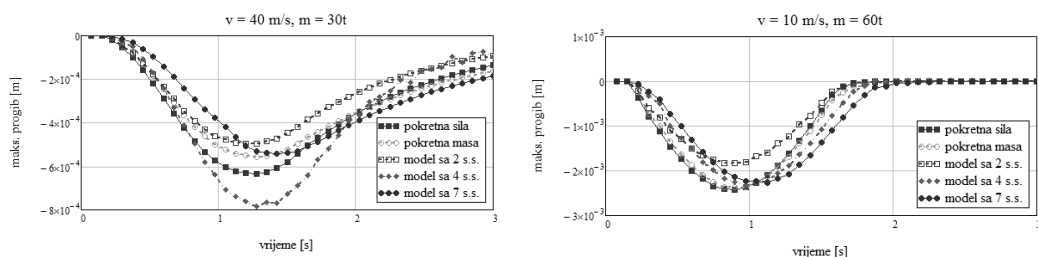 v = 40 m/s, m = 30t
0
−2×10⁻⁴
−4×10⁻⁴
−6×10⁻⁴
−8×10⁻⁴
maks. progib [m]
pokretna sila
pokretna masa
model sa 2 s.s.
model sa 4 s.s.
model sa 7 s.s.
0 1 2 3
vrijeme [s]
v = 10 m/s, m = 60t
1×10⁻³
0
−1×10⁻³
−2×10⁻³
−3×10⁻³
maks. progib [m]
pokretna sila
pokretna masa
model sa 2 s.s.
model sa 4 s.s.
model sa 7 s.s.
0 1 2 3
vrijeme [s]